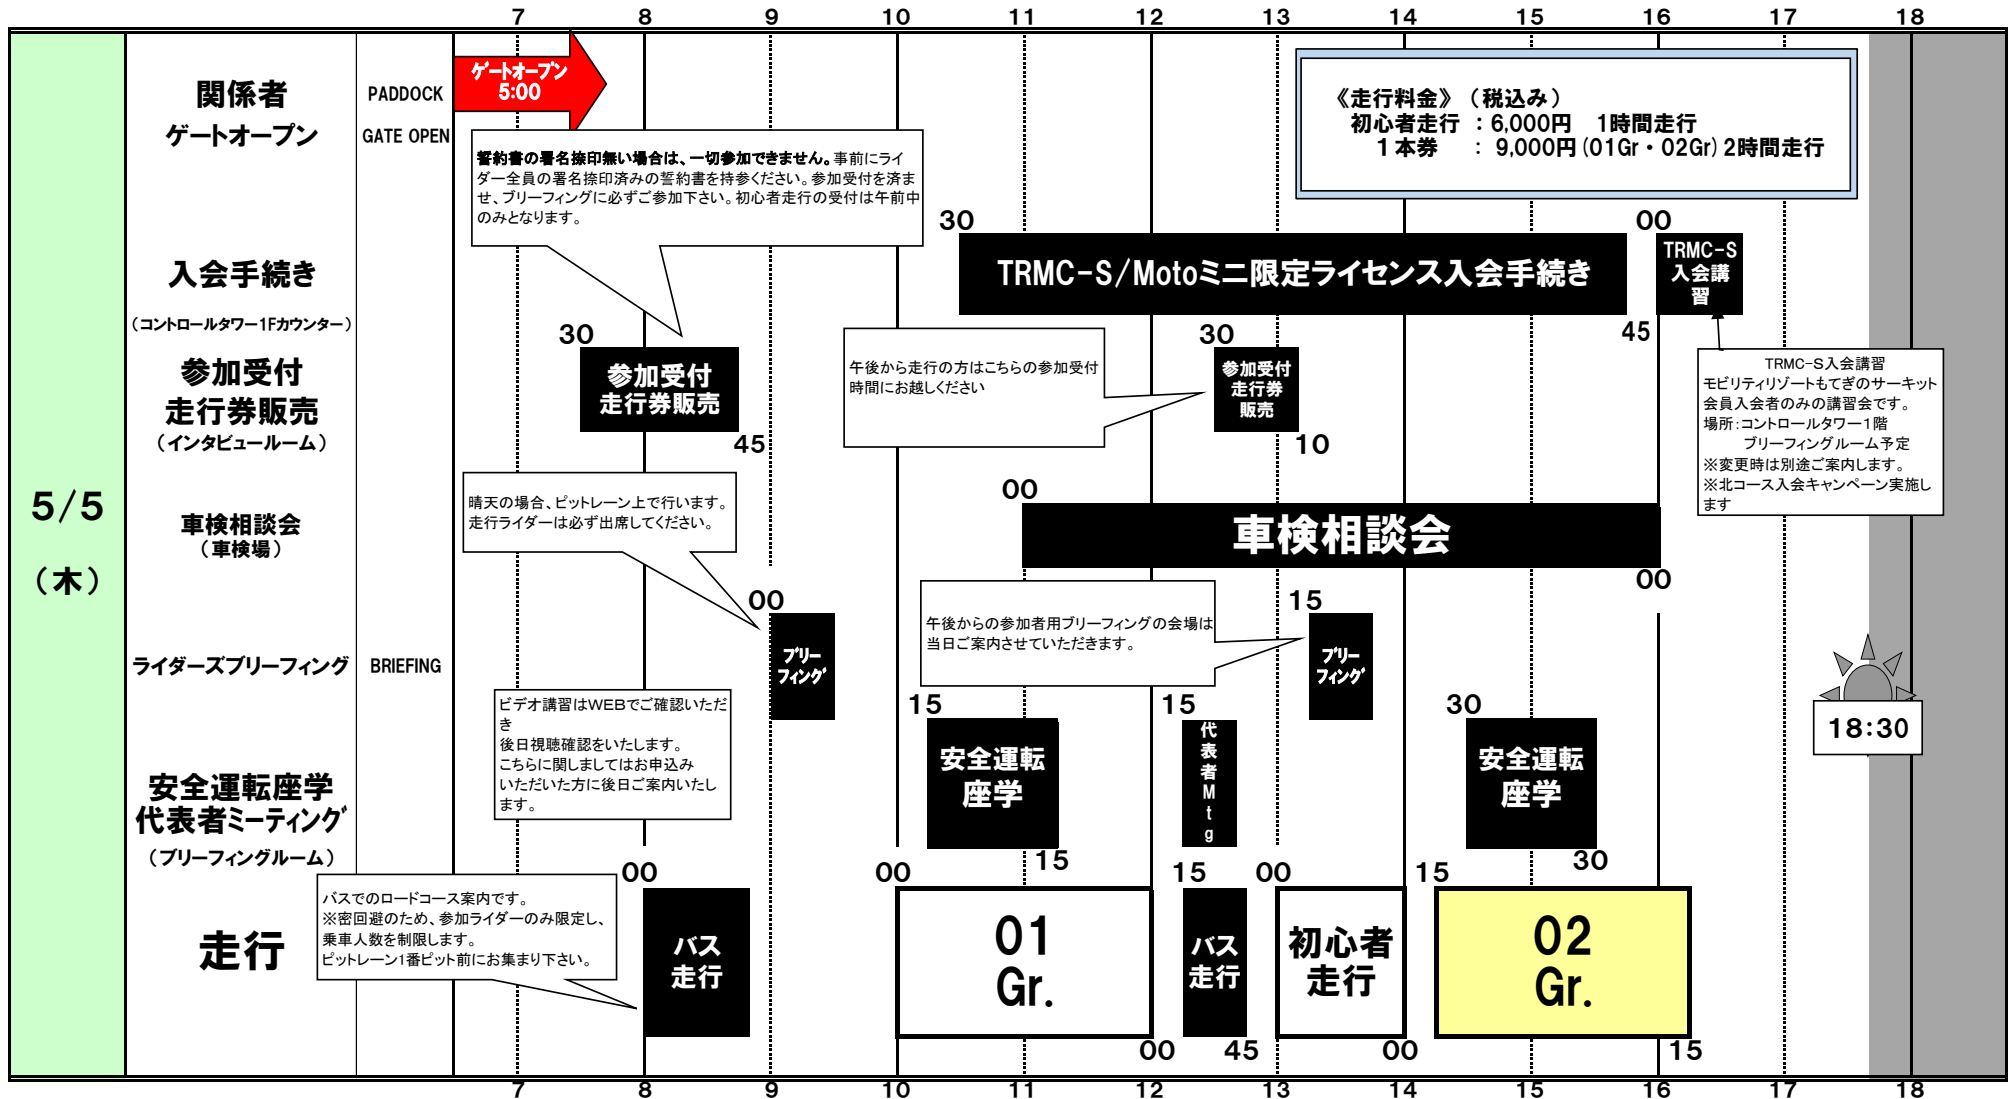 7 8 9 10 11 12 13 14 15 16 17 18
5/5
（木）
関係者
ゲートオープン
PADDOCK
GATE OPEN
ゲートオープン
5:00
《走行料金》（税込み）
初心者走行 ：6,000円 1時間走行
1本券 ： 9,000円(01Gr・02Gr)2時間走行
誓約書の署名捺印無い場合は、一切参加できません。事前にライ
ダー全員の署名捺印済みの誓約書を持参ください。参加受付を済ま
せ、ブリーフィングに必ずご参加下さい。初心者走行の受付は午前中
のみとなります。
入会手続き
（コントロールタワー1Fカウンター）
30
TRMC-S/Motoミニ限定ライセンス入会手続き
45
00
TRMC-S
入会講
習
TRMC-S入会講習
モビリティリゾートもてぎのサーキット
会員入会者のみの講習会です。
場所：コントロールタワー1階
ブリーフィングルーム予定
※変更時は別途ご案内します。
※北コース入会キャンペーン実施し
ます
参加受付
走行券販売
（インタビュールーム）
30
参加受付
走行券販売
45
午後から走行の方はこちらの参加受付
時間にお越しください
30
参加受付
走行券
販売
10
車検相談会
（車検場）
00
車検相談会
00
晴天の場合、ピットレーン上で行います。
走行ライダーは必ず出席してください。
ライダーズブリーフィング
BRIEFING
00
ブリー
フィング
午後からの参加者用ブリーフィングの会場は
当日ご案内させていただきます。
15
ブリー
フィング
18:30
ビデオ講習はWEBでご確認いただ
き
後日視聴確認をいたします。
こちらに関しましてはお申込み
いただいた方に後日ご案内いたし
ます。
安全運転座学
代表者ミーティング
（ブリーフィングルーム）
15
安全運転
座学
15
15
代
表
者
M
t
g
30
安全運転
座学
30
走行
バスでのロードコース案内です。
※密回避のため、参加ライダーのみ限定し、
乗車人数を制限します。
ピットレーン1番ピット前にお集まり下さい。
00
バス
走行
00
01
Gr.
00
15
バス
走行
45
00
初心者
走行
00
15
02
Gr.
15
7 8 9 10 11 12 13 14 15 16 17 18